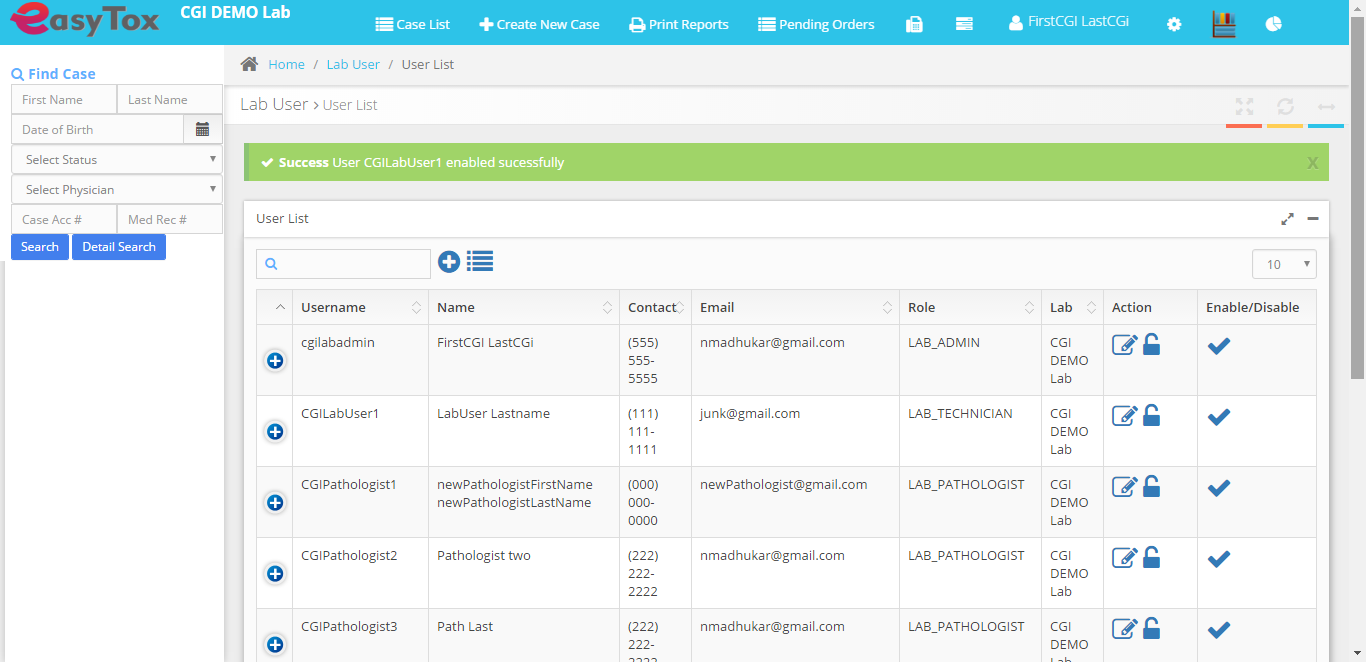 easyTox
CGI DEMO Lab
Case List
Create New Case
Print Reports
Pending Orders
FirstCGI LastCGi
Find Case
First Name
Last Name
Date of Birth
Select Status
Select Physician
Case Acc #
Med Rec #
Search
Detail Search
Home / Lab User / User List
Lab User > User List
Success User CGILabUser1 enabled sucessfully
X
User List
10
Username
Name
Contact
Email
Role
Lab
Action
Enable/Disable
cgilabadmin
FirstCGI LastCGi
(555)
555-
5555
nmadhukar@gmail.com
LAB_ADMIN
CGI
DEMO
Lab
CGILabUser1
LabUser Lastname
(111)
111-
1111
junk@gmail.com
LAB_TECHNICIAN
CGI
DEMO
Lab
CGIPathologist1
newPathologistFirstName
newPathologistLastName
(000)
000-
0000
newPathologist@gmail.com
LAB_PATHOLOGIST
CGI
DEMO
Lab
CGIPathologist2
Pathologist two
(222)
222-
2222
nmadhukar@gmail.com
LAB_PATHOLOGIST
CGI
DEMO
Lab
CGIPathologist3
Path Last
(222)
222-
2222
nmadhukar@gmail.com
LAB_PATHOLOGIST
CGI
DEMO
Lab